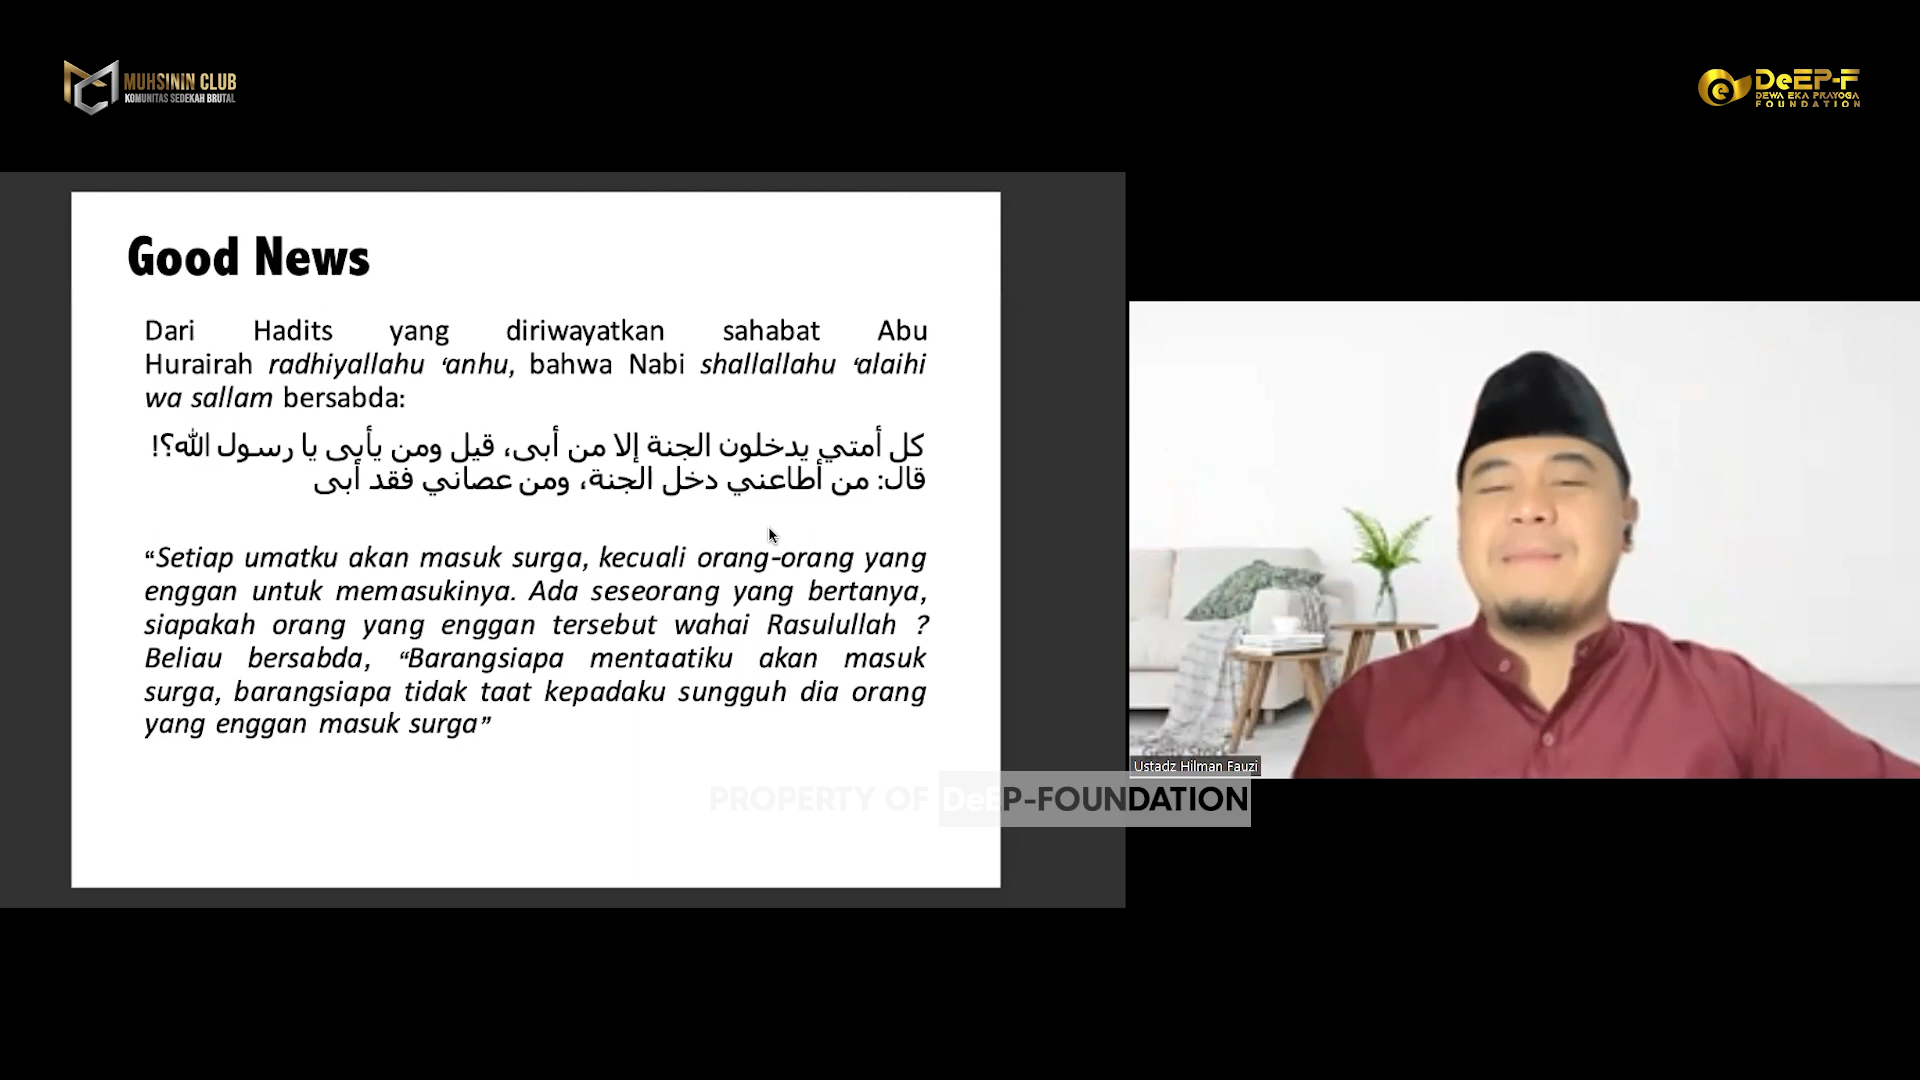 MUHSININ CLUB
KOMUNITAS SEDEKAH BRUTAL
DeEP-F
DEWA EKA PRAYOGA
FOUNDATION
Good News
Dari Hadits yang diriwayatkan sahabat Abu
Hurairah radhiyallahu ‘anhu, bahwa Nabi shallallahu ‘alaihi
wa sallam bersabda:
كل أمتي يدخلون الجنة إلا من أبى، قيل ومن يأبى يا رسول الله؟!
قال: من أطاعني دخل الجنة، ومن عصاني فقد أبى
“Setiap umatku akan masuk surga, kecuali orang-orang yang
enggan untuk memasukinya. Ada seseorang yang bertanya,
siapakah orang yang enggan tersebut wahai Rasulullah ?
Beliau bersabda, “Barangsiapa mentaatiku akan masuk
surga, barangsiapa tidak taat kepadaku sungguh dia orang
yang enggan masuk surga”
Ustadz Hilman Fauzi
PROPERTY OF DeEP-FOUNDATION